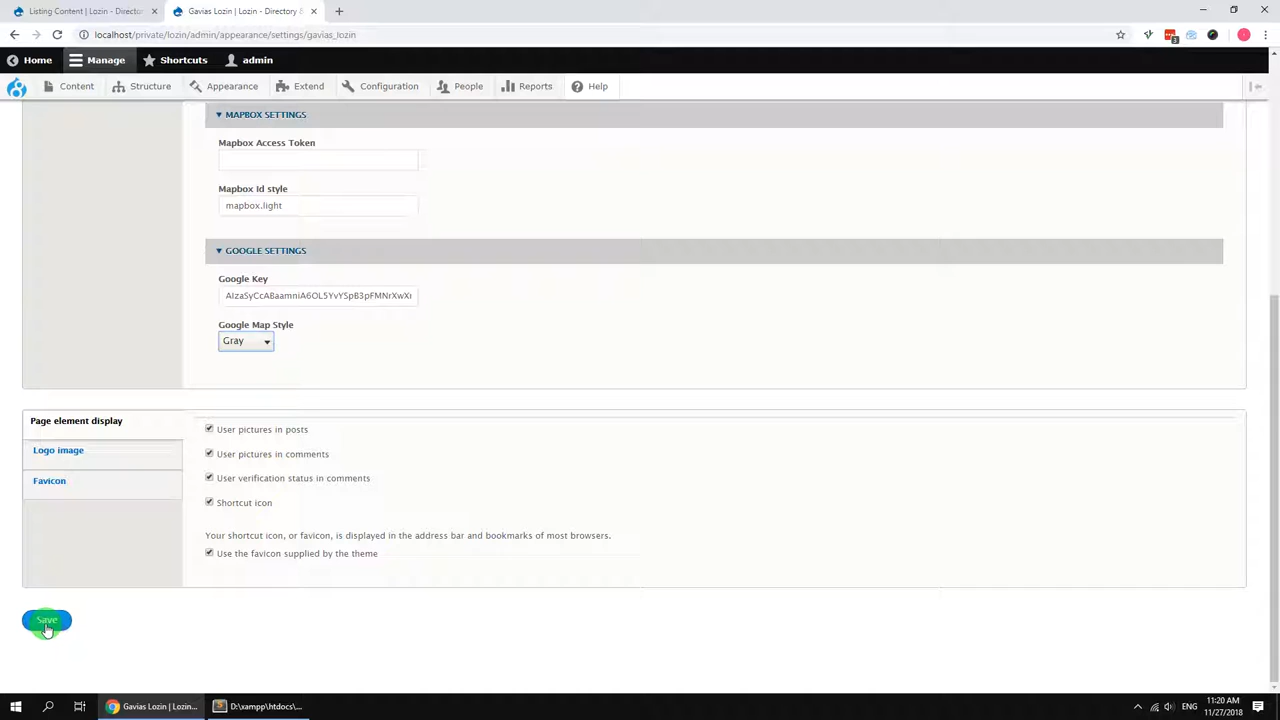 Listing Content | Lozin - Director
Gavias Lozin | Lozin - Directory &
localhost/private/lozin/admin/appearance/settings/gavias_lozin
Home
Manage
Shortcuts
admin
Content
Structure
Appearance
Extend
Configuration
People
Reports
Help
MAPBOX SETTINGS
Mapbox Access Token
Mapbox Id style
mapbox.light
GOOGLE SETTINGS
Google Key
Google Map Style
Gray
Page element display
User pictures in posts
User pictures in comments
Logo image
User verification status in comments
Favicon
Shortcut icon
Your shortcut icon, or favicon, is displayed in the address bar and bookmarks of most browsers.
Use the favicon supplied by the theme
Save
Gavias Lozin | Lozin...
D:\xampp\htdocs\...
ENG
11:20 AM
11/27/2018